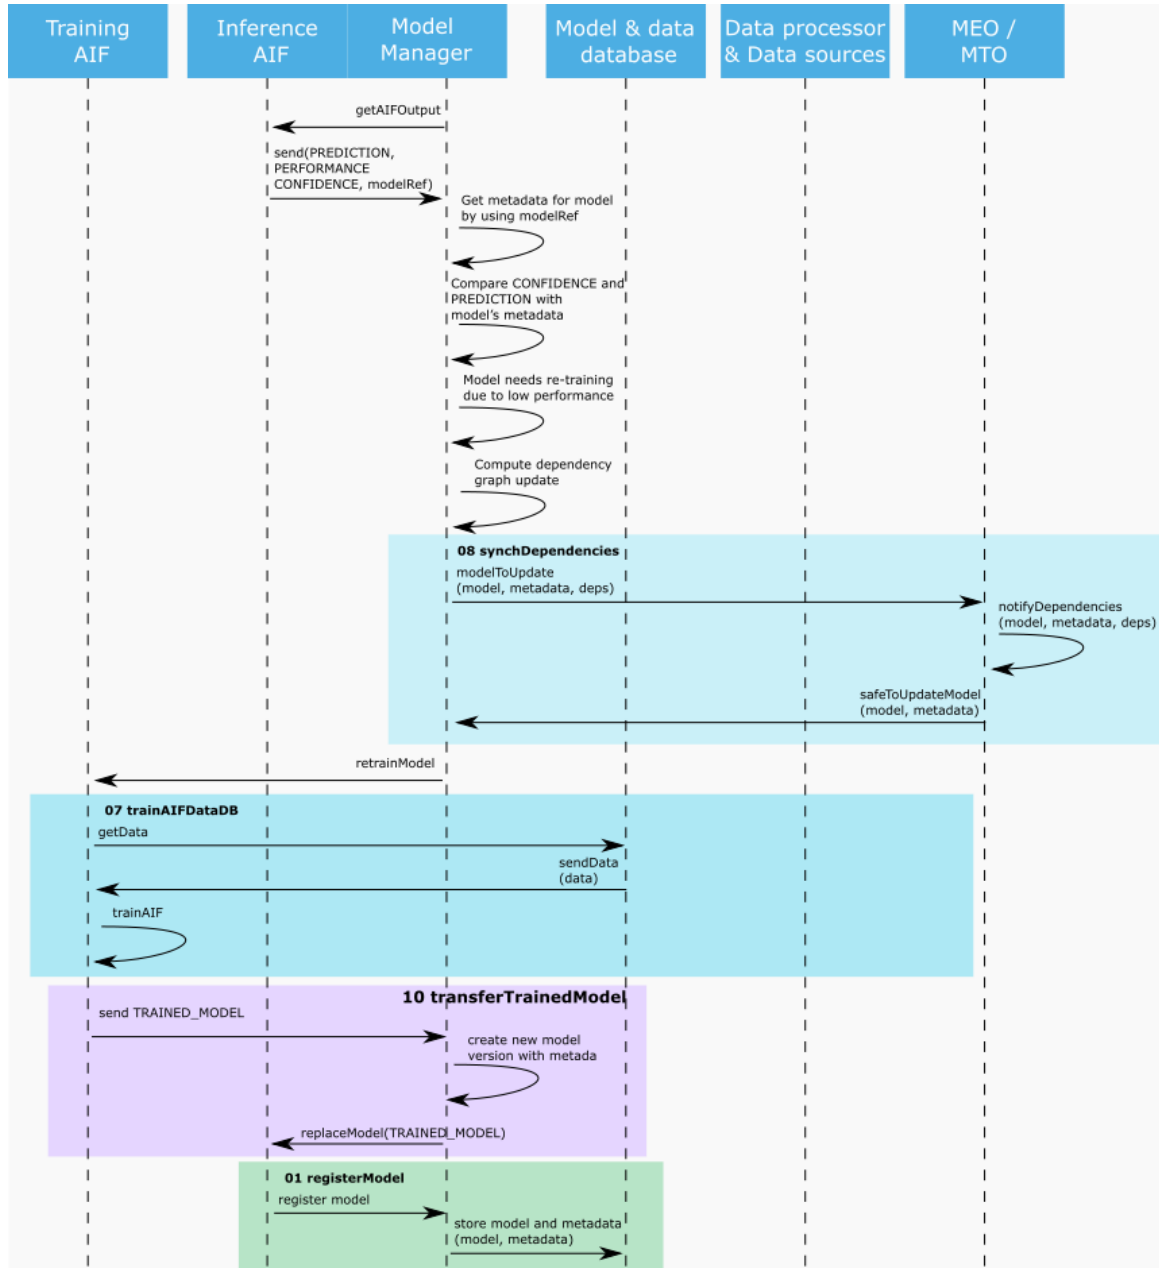 Training
AIF
Inference
AIF
Model
Manager
Model & data
database
Data processor
& Data sources
MEO /
MTO
getAIFOutput
send(PREDICTION,
PERFORMANCE
CONFIDENCE, modelRef)
Get metadata for model
by using modelRef
Compare CONFIDENCE and
PREDICTION with
model's metadata
Model needs re-training
due to low performance
Compute dependency
graph update
08 synchDependencies
modelToUpdate
(model, metadata, deps)
notifyDependencies
(model, metadata, deps)
safeToUpdateModel
(model, metadata)
retrainModel
07 trainAIFDataDB
getData
sendData
(data)
trainAIF
10 transferTrainedModel
send TRAINED_MODEL
create new model
version with metada
replaceModel(TRAINED_MODEL)
01 registerModel
register model
store model and metadata
(model, metadata)